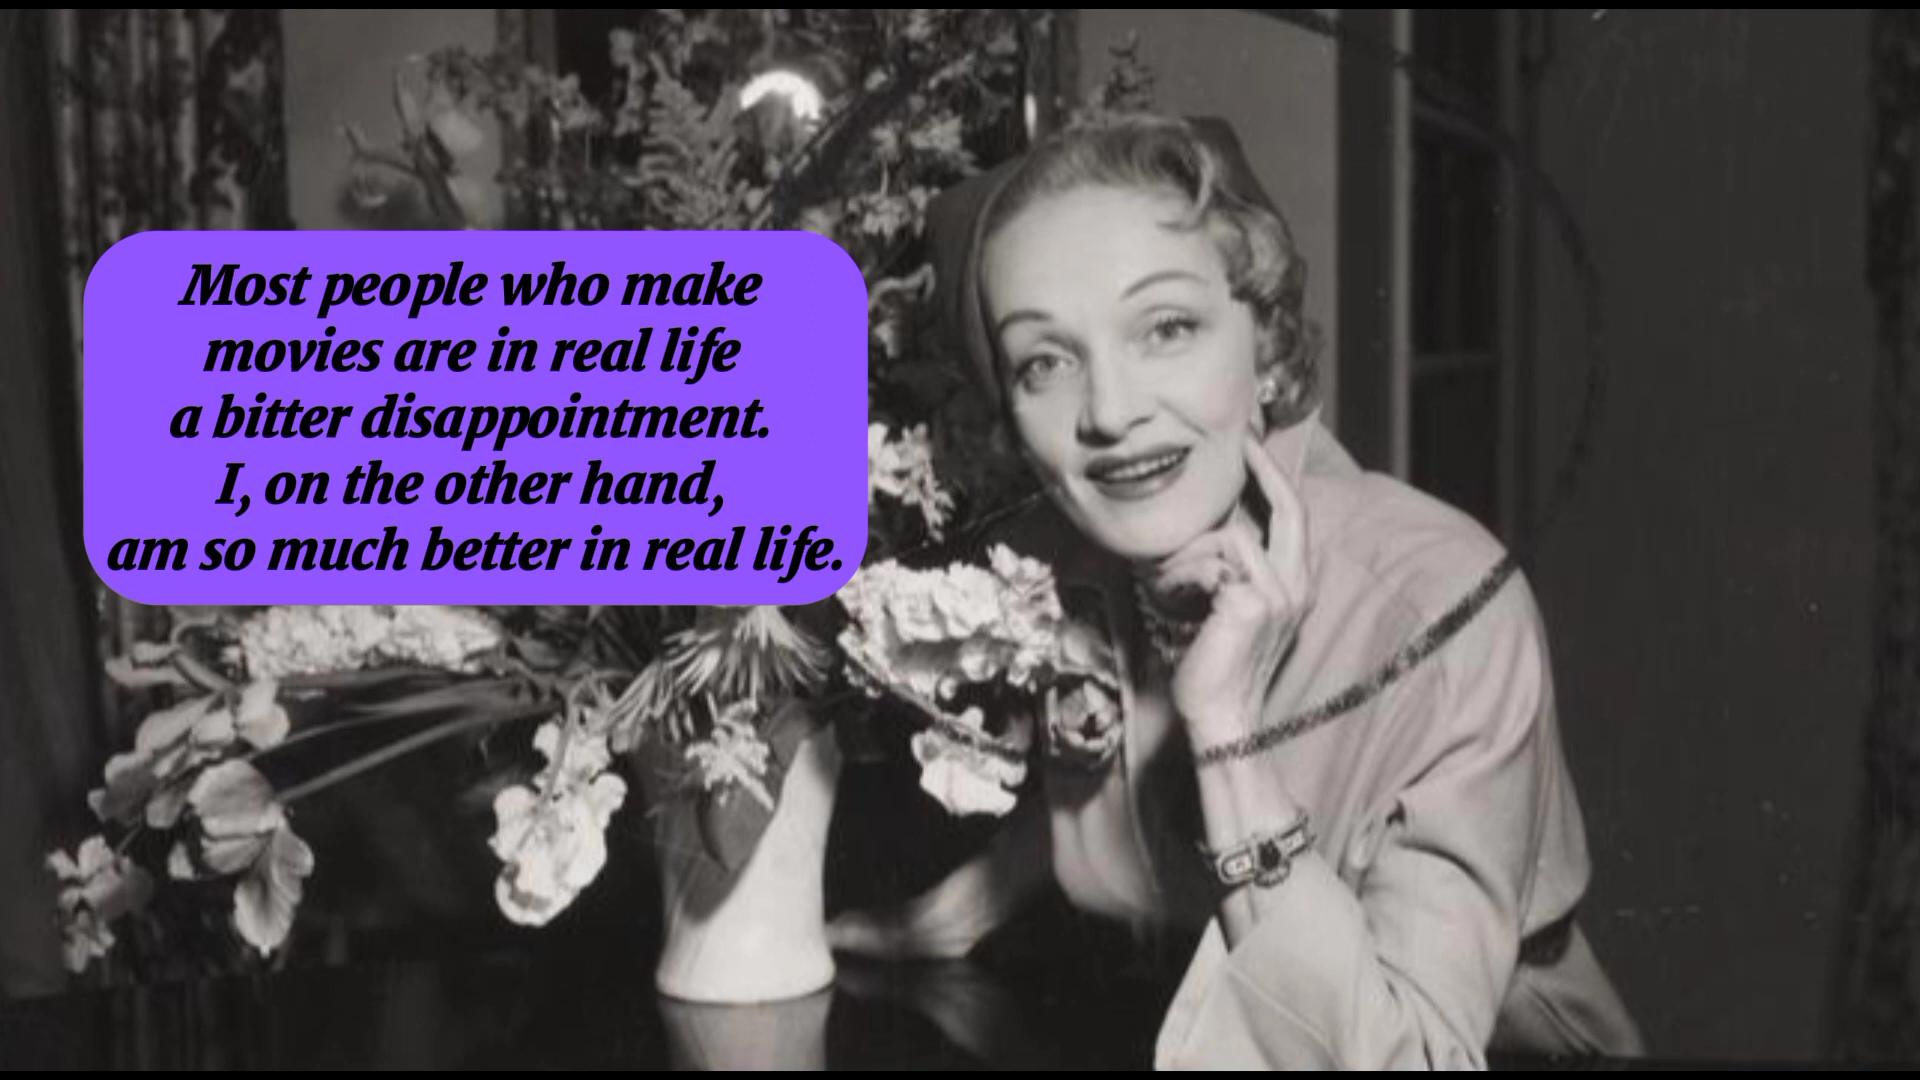 Most people who make
movies are in real life
a bitter disappointment.
I, on the other hand,
am so much better in real life.